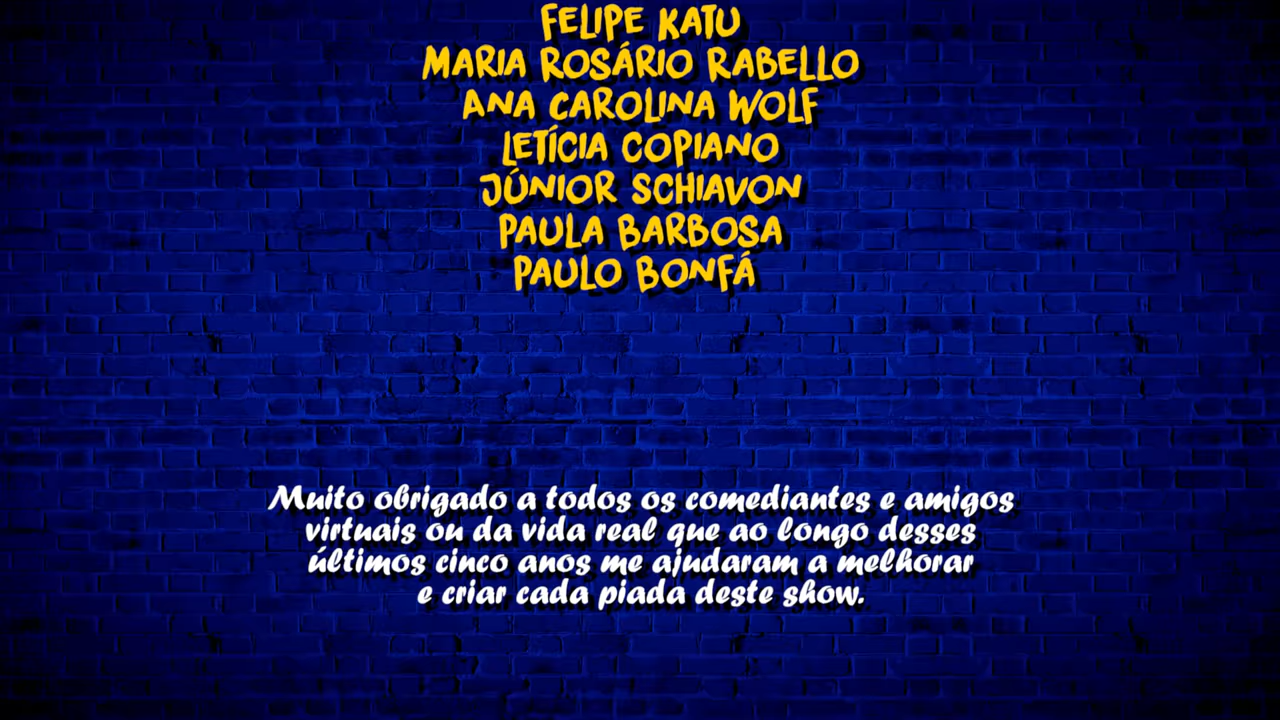 FELIPE KATU
MARIA ROSÁRIO RABELLO
ANA CAROLINA WOLF
LETÍCIA COPIANO
JÚNIOR SCHIAVON
PAULA BARBOSA
PAULO BONFÁ
Muito obrigado a todos os comediantes e amigos
virtuais ou da vida real que ao longo desses
últimos cinco anos me ajudaram a melhorar
e criar cada piada deste show.